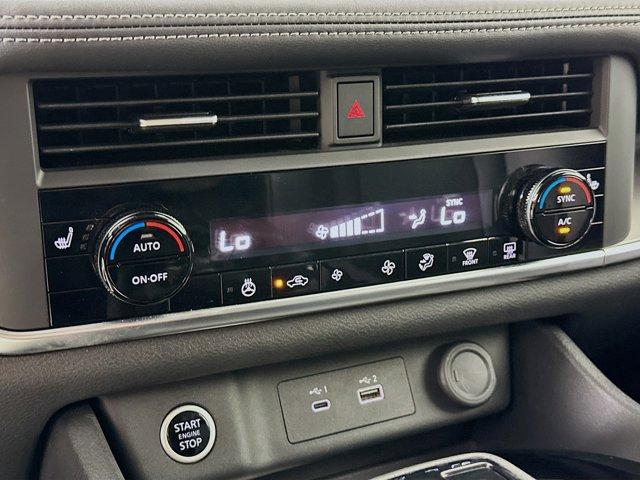 SYNC
Lo
Lo
AUTO
ON·OFF
SYNC
A/C
FRONT
REAR
1
2
START
ENGINE
STOP